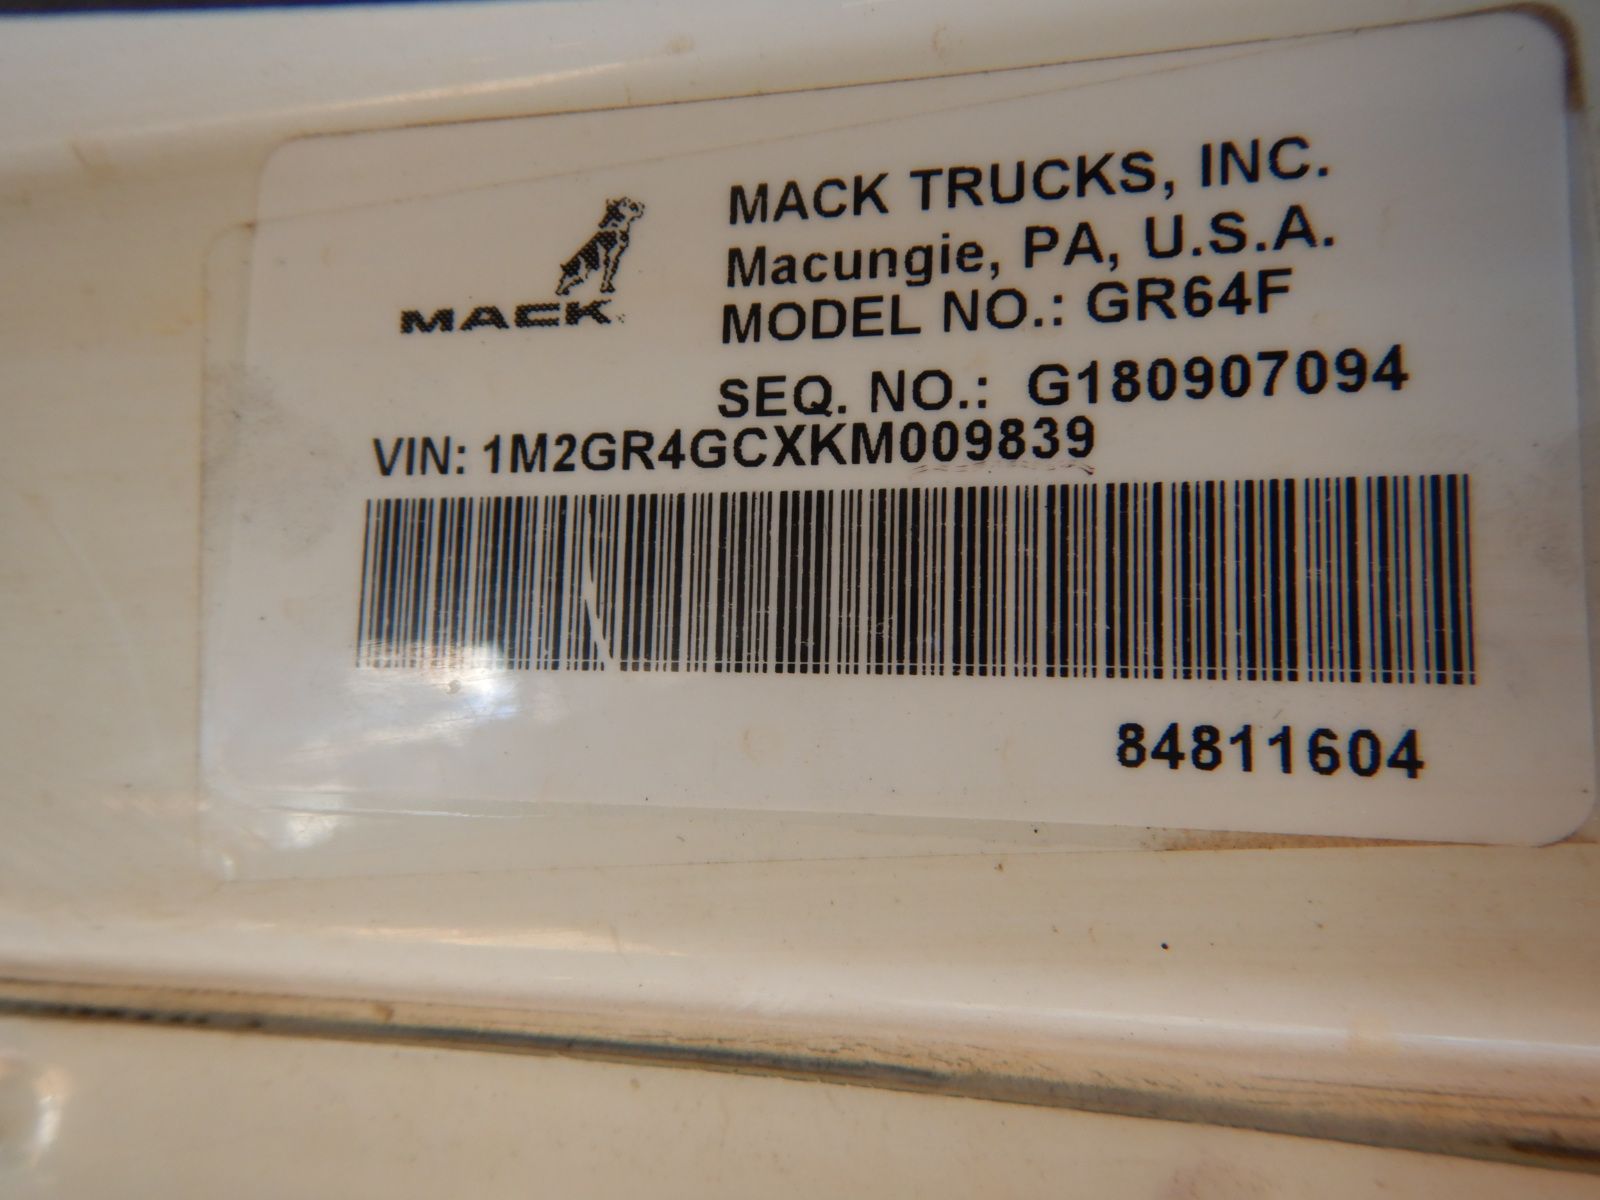 MACK TRUCKS, INC.
Macungie, PA, U.S.A.
MACK
MODEL NO.: GR64F
SEQ. NO.: G180907094
VIN: 1M2GR4GCXKM009839
84811604